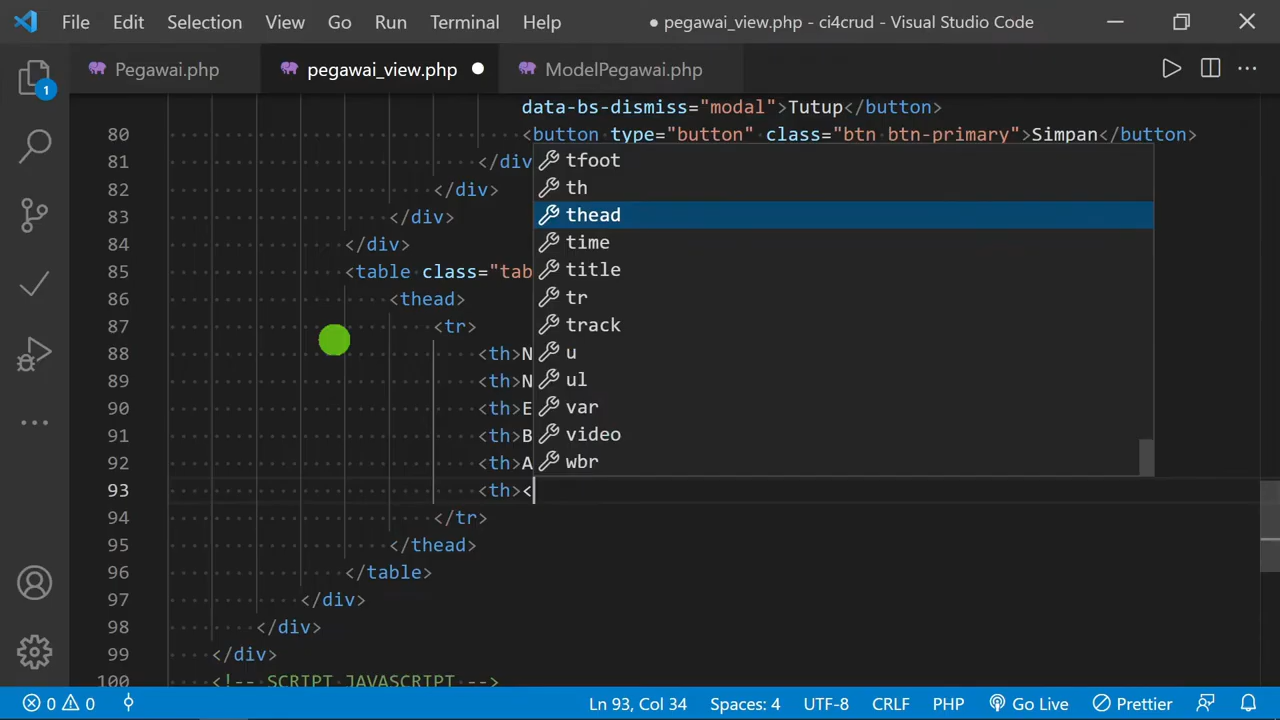 File Edit Selection View Go Run Terminal Help ● pegawai_view.php - ci4crud - Visual Studio Code
Pegawai.php pegawai_view.php ● ModelPegawai.php
data-bs-dismiss="modal">Tutup</button>
80 <button type="button" class="btn btn-primary">Simpan</button>
81 </div
82 </div>
83 </div>
84 </div>
85 <table class="tab
86 <thead>
87 <tr>
88 <th>N
89 <th>N
90 <th>E
91 <th>B
92 <th>A
93 <th><
94 </tr>
95 </thead>
96 </table>
97 </div>
98 </div>
99 </div>
100 <!-- SCRIPT JAVASCRIPT -->
tfoot
th
thead
time
title
tr
track
u
ul
var
video
wbr
1
0 0 Ln 93, Col 34 Spaces: 4 UTF-8 CRLF PHP Go Live Prettier